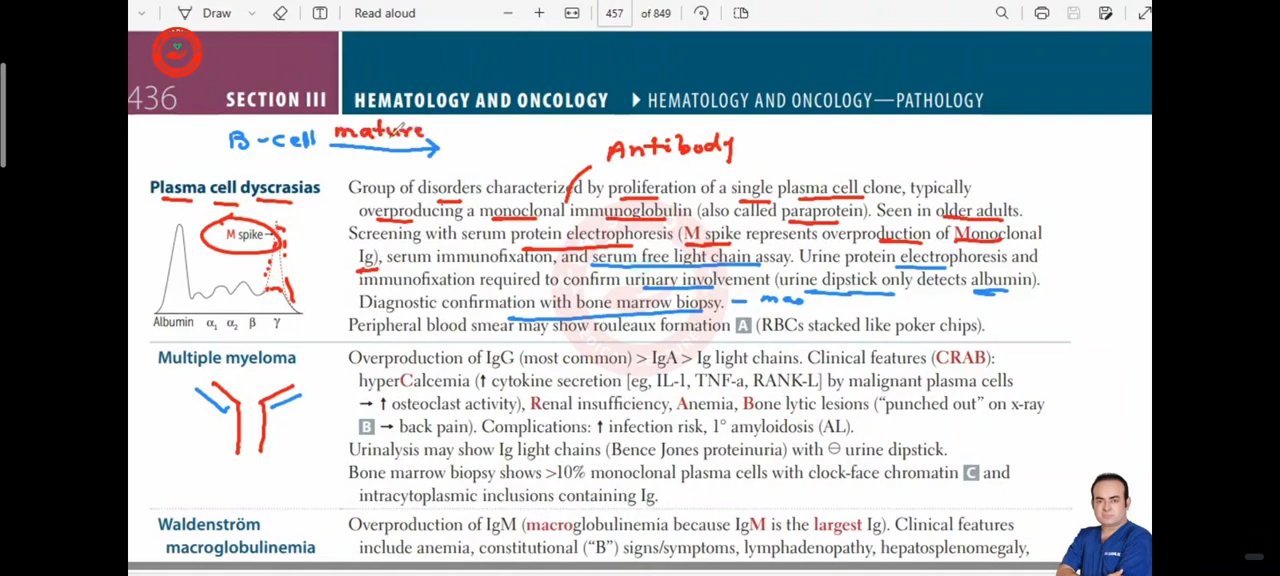 Draw
Read aloud
457 of 849
436 SECTION III HEMATOLOGY AND ONCOLOGY ▶ HEMATOLOGY AND ONCOLOGY—PATHOLOGY
B-cell mature
Antibody
Plasma cell dyscrasias
Group of disorders characterized by proliferation of a single plasma cell clone, typically
overproducing a monoclonal immunoglobulin (also called paraprotein). Seen in older adults.
Screening with serum protein electrophoresis (M spike represents overproduction of Monoclonal
Ig), serum immunofixation, and serum free light chain assay. Urine protein electrophoresis and
immunofixation required to confirm urinary involvement (urine dipstick only detects albumin).
Diagnostic confirmation with bone marrow biopsy.
Peripheral blood smear may show rouleaux formation A (RBCs stacked like poker chips).
M spike→
Albumin α₁ α₂ β γ
Multiple myeloma
Overproduction of IgG (most common) > IgA > Ig light chains. Clinical features (CRAB):
hyperCalcemia (↑ cytokine secretion [eg, IL-1, TNF-a, RANK-L] by malignant plasma cells
→ ↑ osteoclast activity), Renal insufficiency, Anemia, Bone lytic lesions (“punched out” on x-ray
B → back pain). Complications: ↑ infection risk, 1° amyloidosis (AL).
Urinalysis may show Ig light chains (Bence Jones proteinuria) with ⊖ urine dipstick.
Bone marrow biopsy shows >10% monoclonal plasma cells with clock-face chromatin C and
intracytoplasmic inclusions containing Ig.
Waldenström
macroglobulinemia
Overproduction of IgM (macroglobulinemia because IgM is the largest Ig). Clinical features
include anemia, constitutional (“B”) signs/symptoms, lymphadenopathy, hepatosplenomegaly,